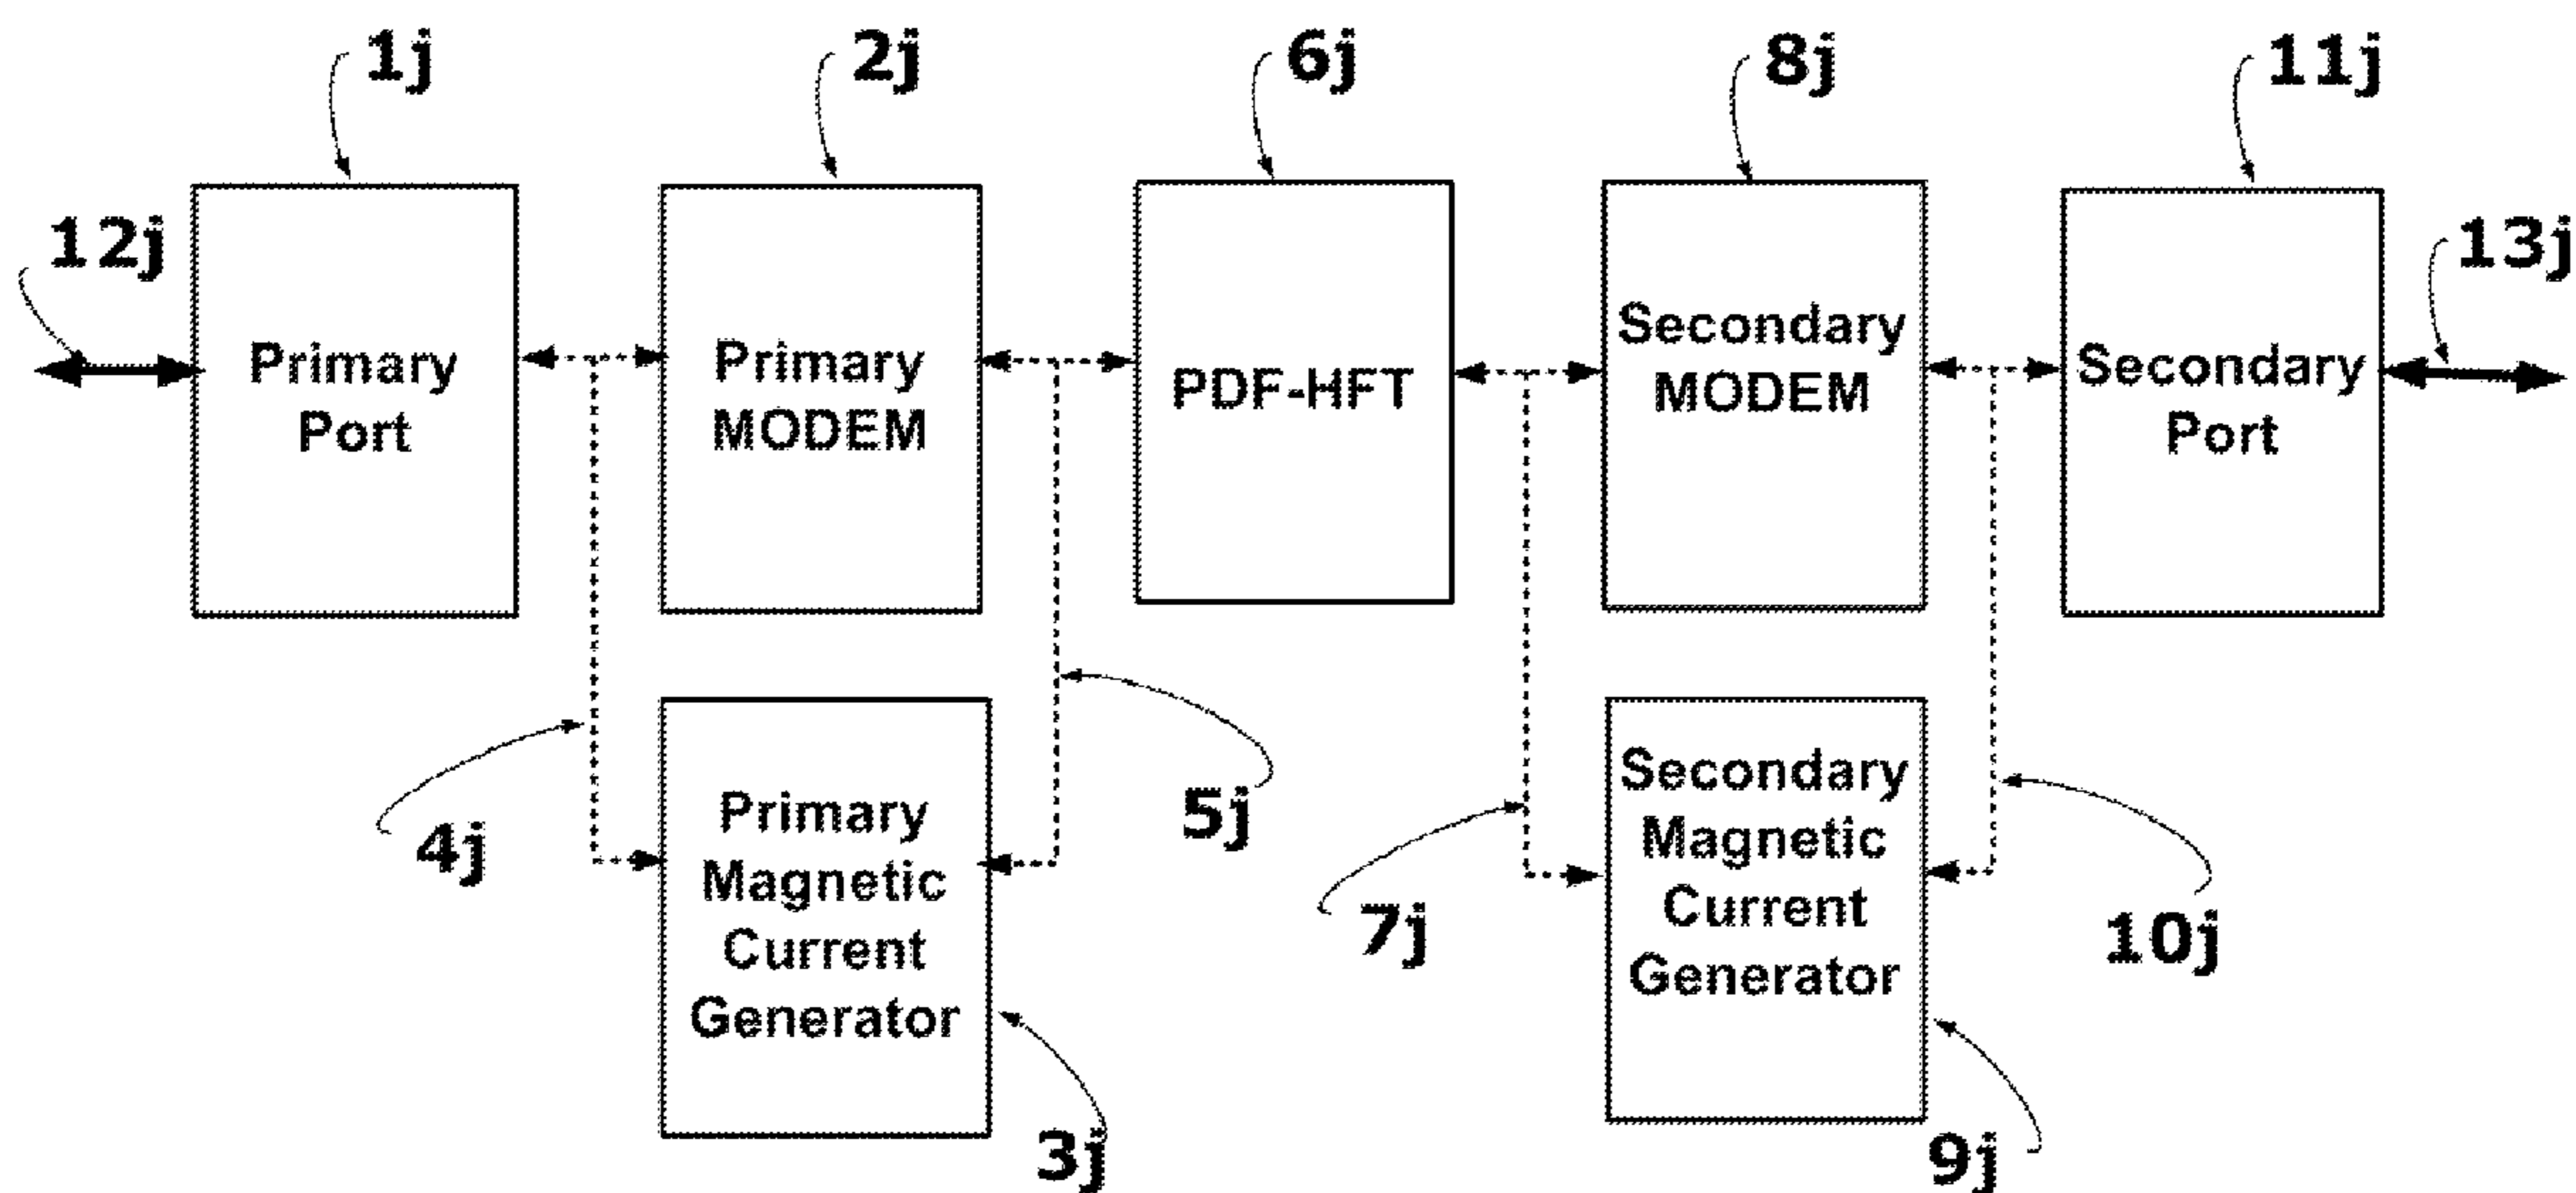 1j
2j
6j
8j
11j
12j
13j
Primary
Port
Primary
MODEM
PDF-HFT
Secondary
MODEM
Secondary
Port
4j
5j
7j
10j
Primary
Magnetic
Current
Generator
Secondary
Magnetic
Current
Generator
3j
9j